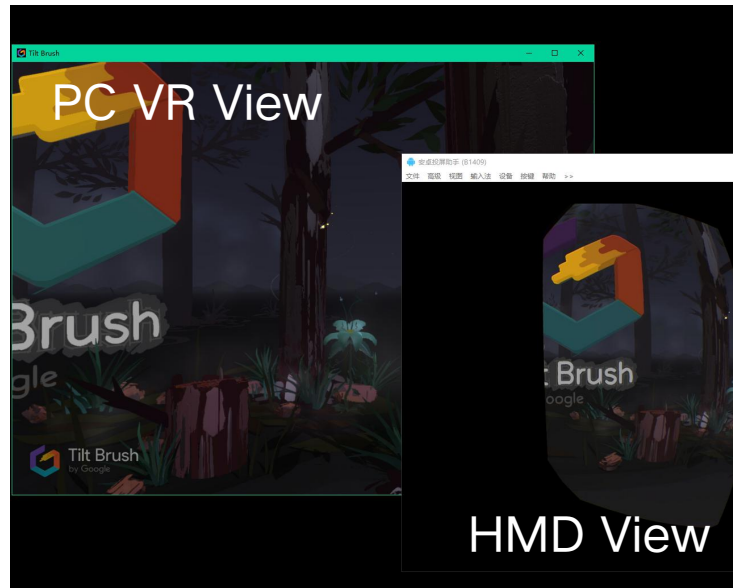 Tilt Brush
PC VR View
Brush
gle
Tilt Brush
by Google
安卓投屏助手 (B1409)
文件 高级 视图 输入法 设备 按键 帮助 >>
Brush
oogle
HMD View